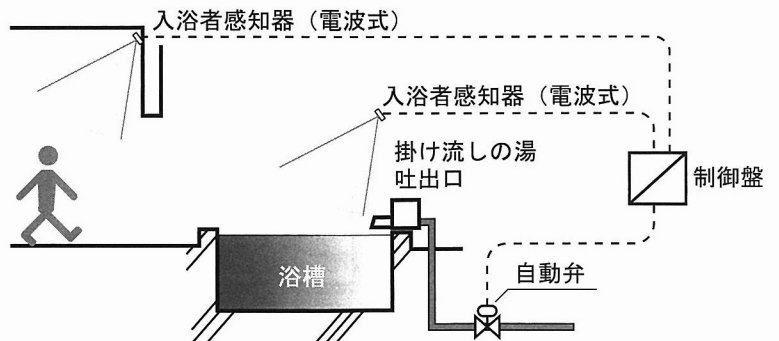 入浴者感知器（電波式）
入浴者感知器（電波式）
掛け流しの湯
吐出口
制御盤
浴槽
自動弁